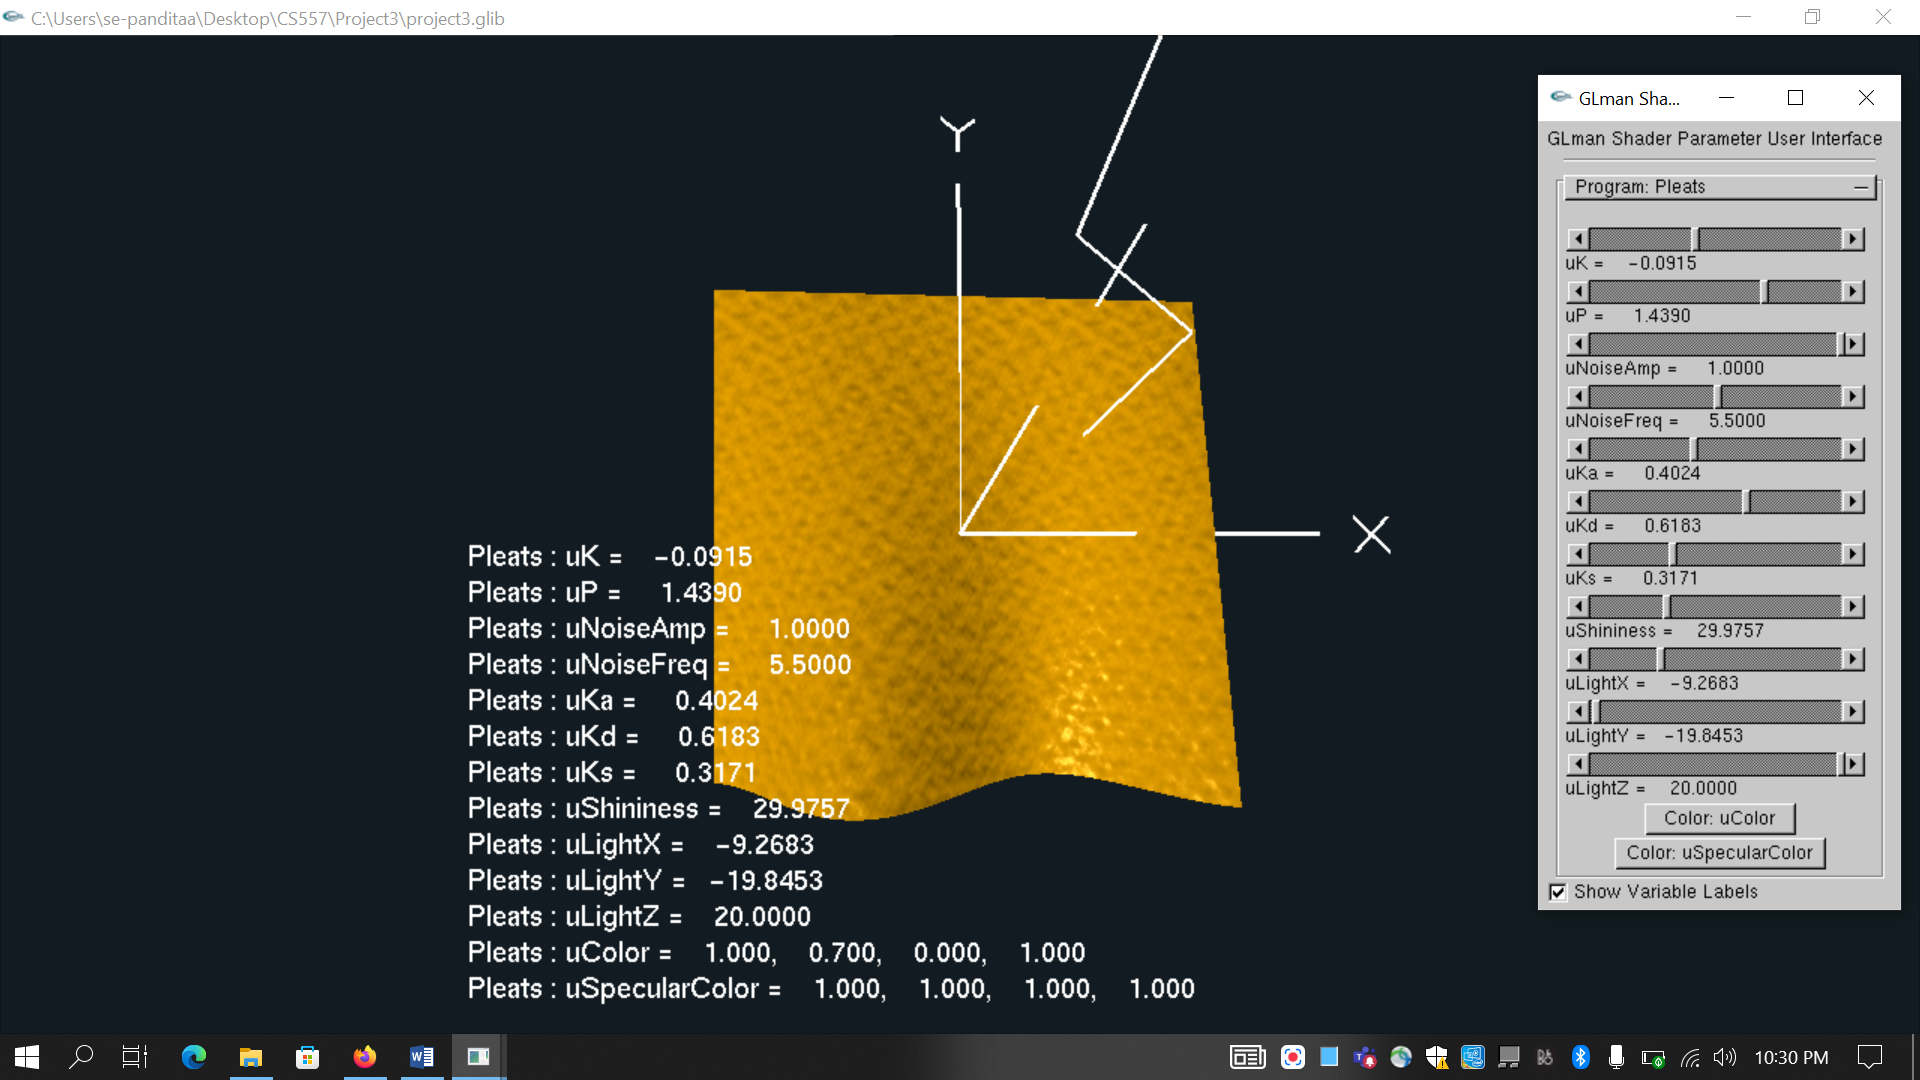 C:\Users\se-panditaa\Desktop\CS557\Project3\project3.glib
Y
X
Pleats : uK = -0.0915
Pleats : uP = 1.4390
Pleats : uNoiseAmp = 1.0000
Pleats : uNoiseFreq = 5.5000
Pleats : uKa = 0.4024
Pleats : uKd = 0.6183
Pleats : uKs = 0.3171
Pleats : uShininess = 29.9757
Pleats : uLightX = -9.2683
Pleats : uLightY = -19.8453
Pleats : uLightZ = 20.0000
Pleats : uColor = 1.000, 0.700, 0.000, 1.000
Pleats : uSpecularColor = 1.000, 1.000, 1.000, 1.000
GLman Sha...
GLman Shader Parameter User Interface
Program: Pleats
uK = -0.0915
uP = 1.4390
uNoiseAmp = 1.0000
uNoiseFreq = 5.5000
uKa = 0.4024
uKd = 0.6183
uKs = 0.3171
uShininess = 29.9757
uLightX = -9.2683
uLightY = -19.8453
uLightZ = 20.0000
Color: uColor
Color: uSpecularColor
Show Variable Labels
10:30 PM